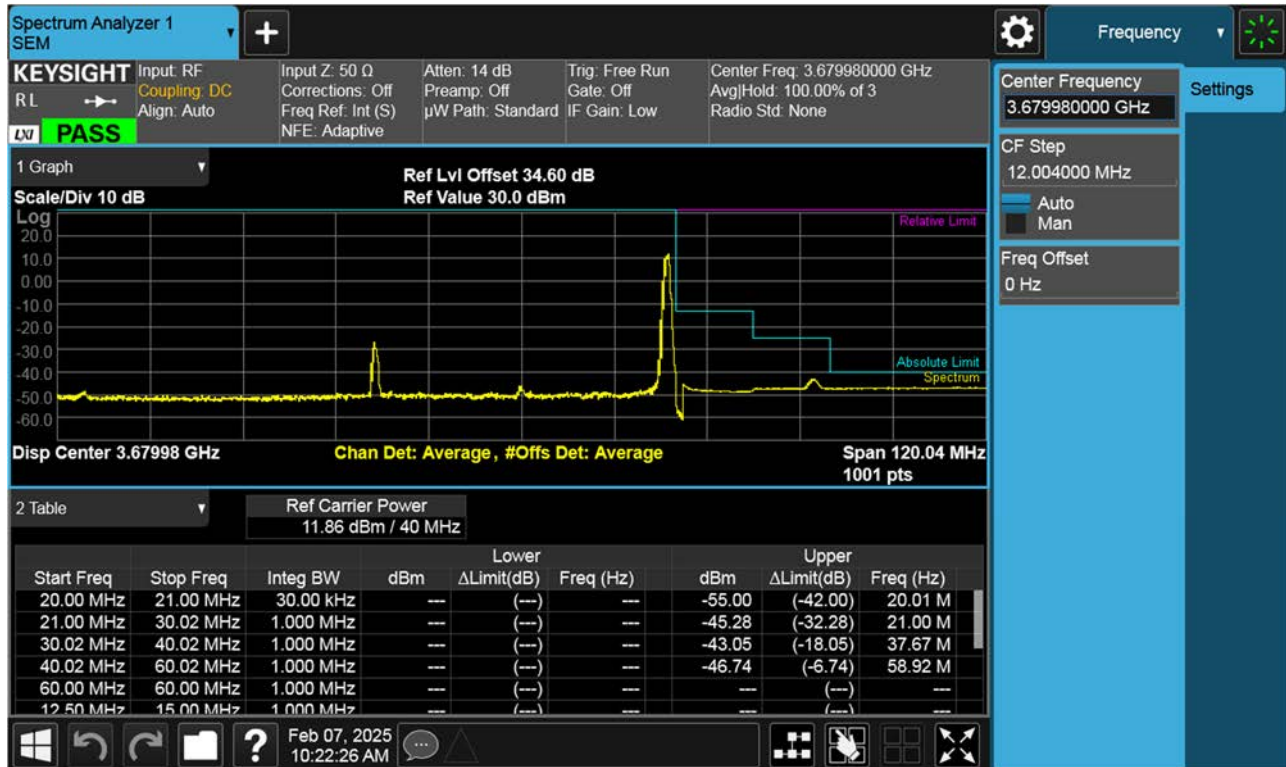 Spectrum Analyzer 1
SEM
+
Frequency
KEYSIGHT
RL
LXI PASS
Input: RF
Coupling: DC
Align: Auto
Input Z: 50 Ω
Corrections: Off
Freq Ref: Int (S)
NFE: Adaptive
Atten: 14 dB
Preamp: Off
µW Path: Standard
Trig: Free Run
Gate: Off
IF Gain: Low
Center Freq: 3.679980000 GHz
Avg|Hold: 100.00% of 3
Radio Std: None
Center Frequency
3.679980000 GHz
Settings
CF Step
12.004000 MHz
Auto
Man
Freq Offset
0 Hz
1 Graph
Scale/Div 10 dB
Ref Lvl Offset 34.60 dB
Ref Value 30.0 dBm
Log
20.0
10.0
0.00
-10.0
-20.0
-30.0
-40.0
-50.0
-60.0
Relative Limit
Absolute Limit
Spectrum
Disp Center 3.67998 GHz
Chan Det: Average, #Offs Det: Average
Span 120.04 MHz
1001 pts
2 Table
Ref Carrier Power
11.86 dBm / 40 MHz
Lower Upper
Start Freq Stop Freq Integ BW dBm ΔLimit(dB) Freq (Hz) dBm ΔLimit(dB) Freq (Hz)
20.00 MHz 21.00 MHz 30.00 kHz --- (---) --- -55.00 (-42.00) 20.01 M
21.00 MHz 30.02 MHz 1.000 MHz --- (---) --- -45.28 (-32.28) 21.00 M
30.02 MHz 40.02 MHz 1.000 MHz --- (---) --- -43.05 (-18.05) 37.67 M
40.02 MHz 60.02 MHz 1.000 MHz --- (---) --- -46.74 (-6.74) 58.92 M
60.00 MHz 60.00 MHz 1.000 MHz --- (---) --- --- (---) ---
12.50 MHz 15.00 MHz 1.000 MHz --- (---) --- --- (---) ---
?
Feb 07, 2025
10:22:26 AM